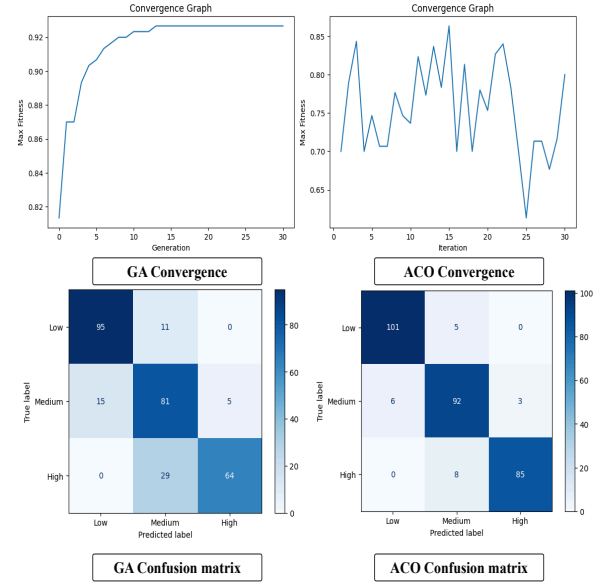 Convergence Graph
Max Fitness
0.92
0.90
0.88
0.86
0.84
0.82
0 5 10 15 20 25 30
Generation
GA Convergence
Convergence Graph
Max Fitness
0.85
0.80
0.75
0.70
0.65
0 5 10 15 20 25 30
Iteration
ACO Convergence
True label
Low 95 11 0
Medium 15 81 5
High 0 29 64
Low Medium High
Predicted label
80
60
40
20
0
GA Confusion matrix
True label
Low 101 5 0
Medium 6 92 3
High 0 8 85
Low Medium High
Predicted label
100
80
60
40
20
0
ACO Confusion matrix